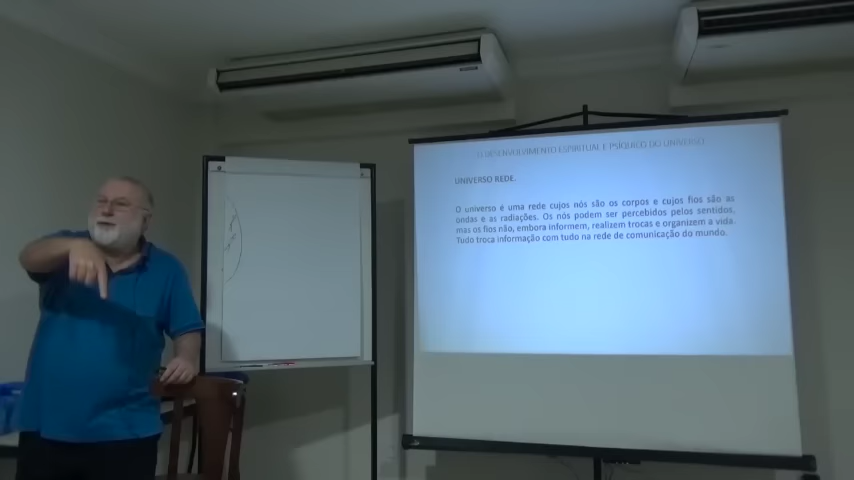 O DESENVOLVIMENTO ESPIRITUAL E PSÍQUICO DO UNIVERSO
UNIVERSO REDE.
O universo é uma rede cujos nós são os corpos e cujos fios são as
ondas e as radiações. Os nós podem ser percebidos pelos sentidos,
mas os fios não, embora informem, realizem trocas e organizem a vida.
Tudo troca informação com tudo na rede de comunicação do mundo.